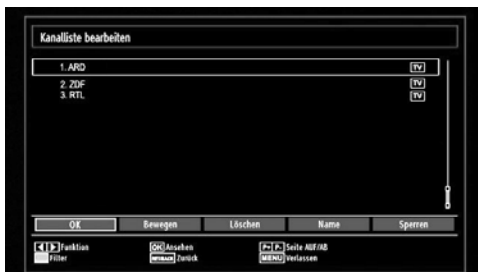 Kanalliste bearbeiten
1. ARD TV
2. ZDF TV
3. RTL TV
OK Bewegen Löschen Name Sperren
Funktion OK Ansehen P+ P- Seite AUF/AB
Filter RETURN Zurück MENU Verlassen